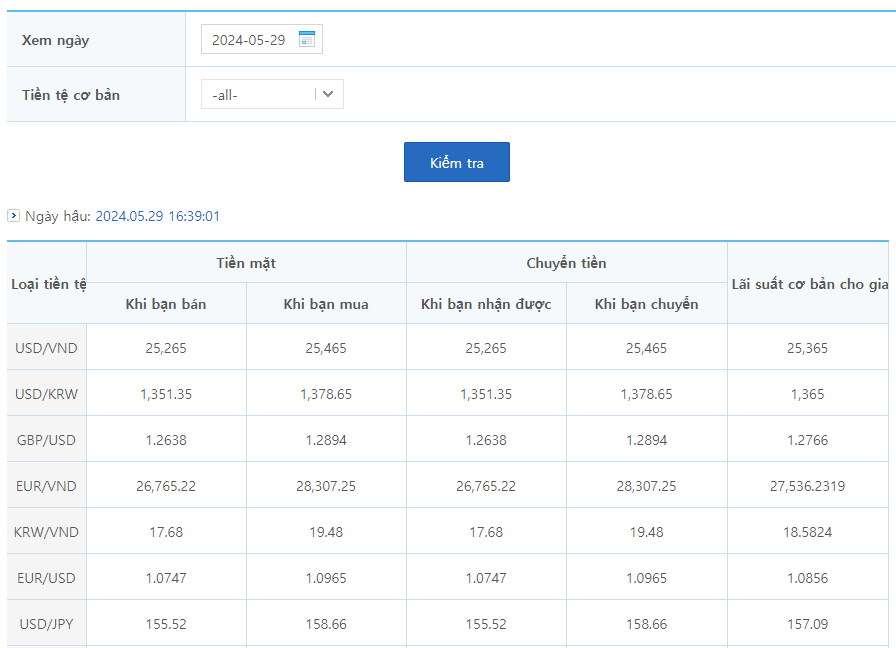 Xem ngày
2024-05-29
Tiền tệ cơ bản
-all-
Kiểm tra
Ngày hậu: 2024.05.29 16:39:01
Loại tiền tệ Tiền mặt Chuyển tiền Lãi suất cơ bản cho gia
Khi bạn bán Khi bạn mua Khi bạn nhận được Khi bạn chuyển
USD/VND 25,265 25,465 25,265 25,465 25,365
USD/KRW 1,351.35 1,378.65 1,351.35 1,378.65 1,365
GBP/USD 1.2638 1.2894 1.2638 1.2894 1.2766
EUR/VND 26,765.22 28,307.25 26,765.22 28,307.25 27,536.2319
KRW/VND 17.68 19.48 17.68 19.48 18.5824
EUR/USD 1.0747 1.0965 1.0747 1.0965 1.0856
USD/JPY 155.52 158.66 155.52 158.66 157.09